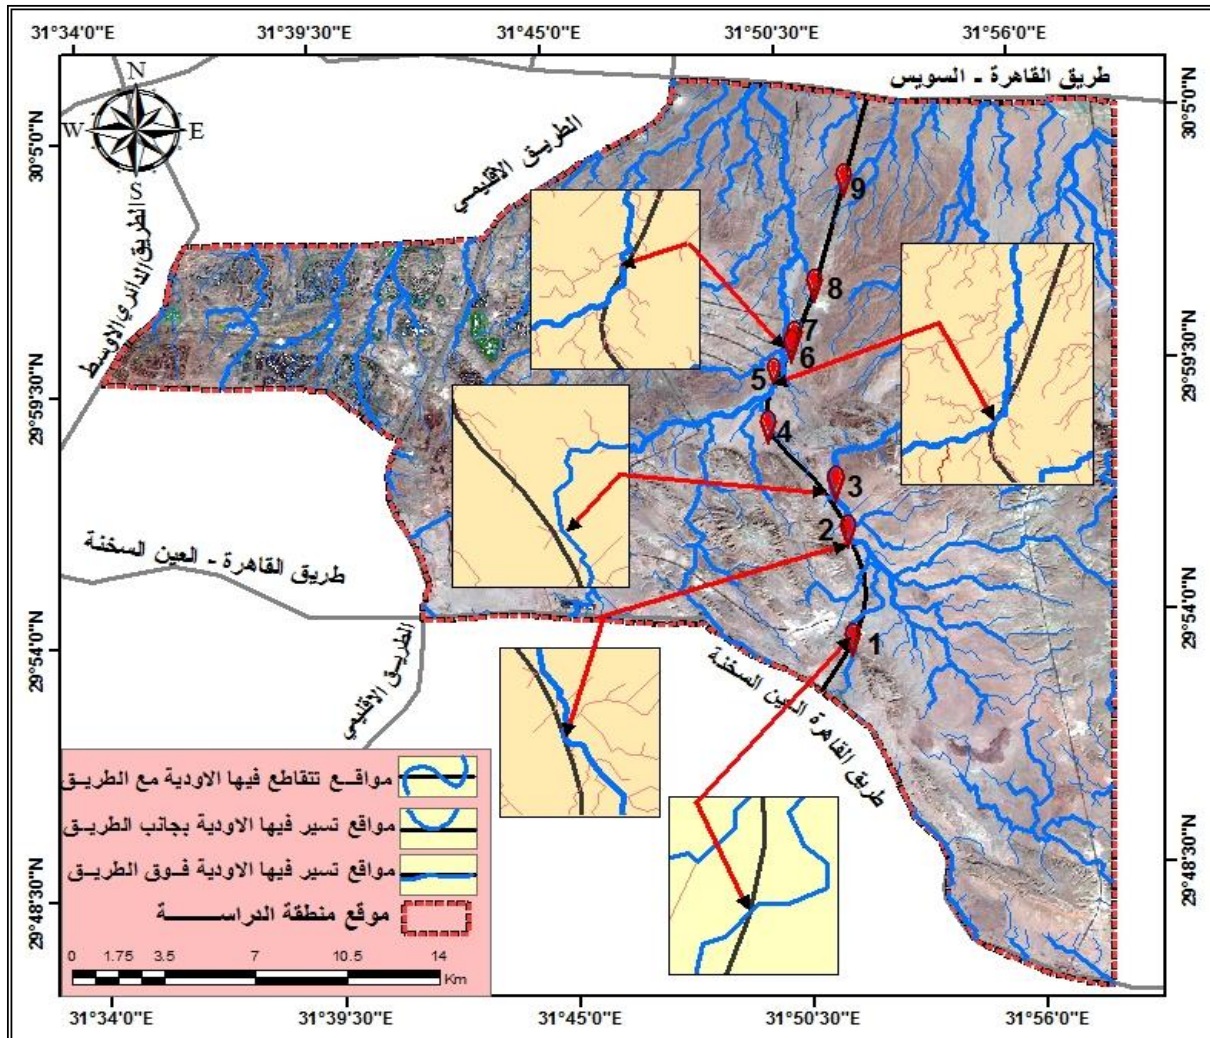 31°34'0"E 31°39'30"E 31°45'0"E 31°50'30"E 31°56'0"E
طريق القاهرة - السويس
30°5'0"N
30°5'0"N
N
W E
S
الطريق الاقليمي
الطريق الدائري الاوسط
9
8
7
6
5
4
3
2
1
29°59'30"N
29°59'30"N
طريق القاهرة - العين السخنة
29°54'0"N
29°54'0"N
الطريق الاقليمي
طريق القاهرة العين السخنة
مواقع تتقاطع فيها الاودية مع الطريق
مواقع تسير فيها الاودية بجانب الطريق
مواقع تسير فيها الاودية فوق الطريق
موقع منطقة الدراسة
29°48'30"N
29°48'30"N
0 1.75 3.5 7 10.5 14
Km
31°34'0"E 31°39'30"E 31°45'0"E 31°50'30"E 31°56'0"E